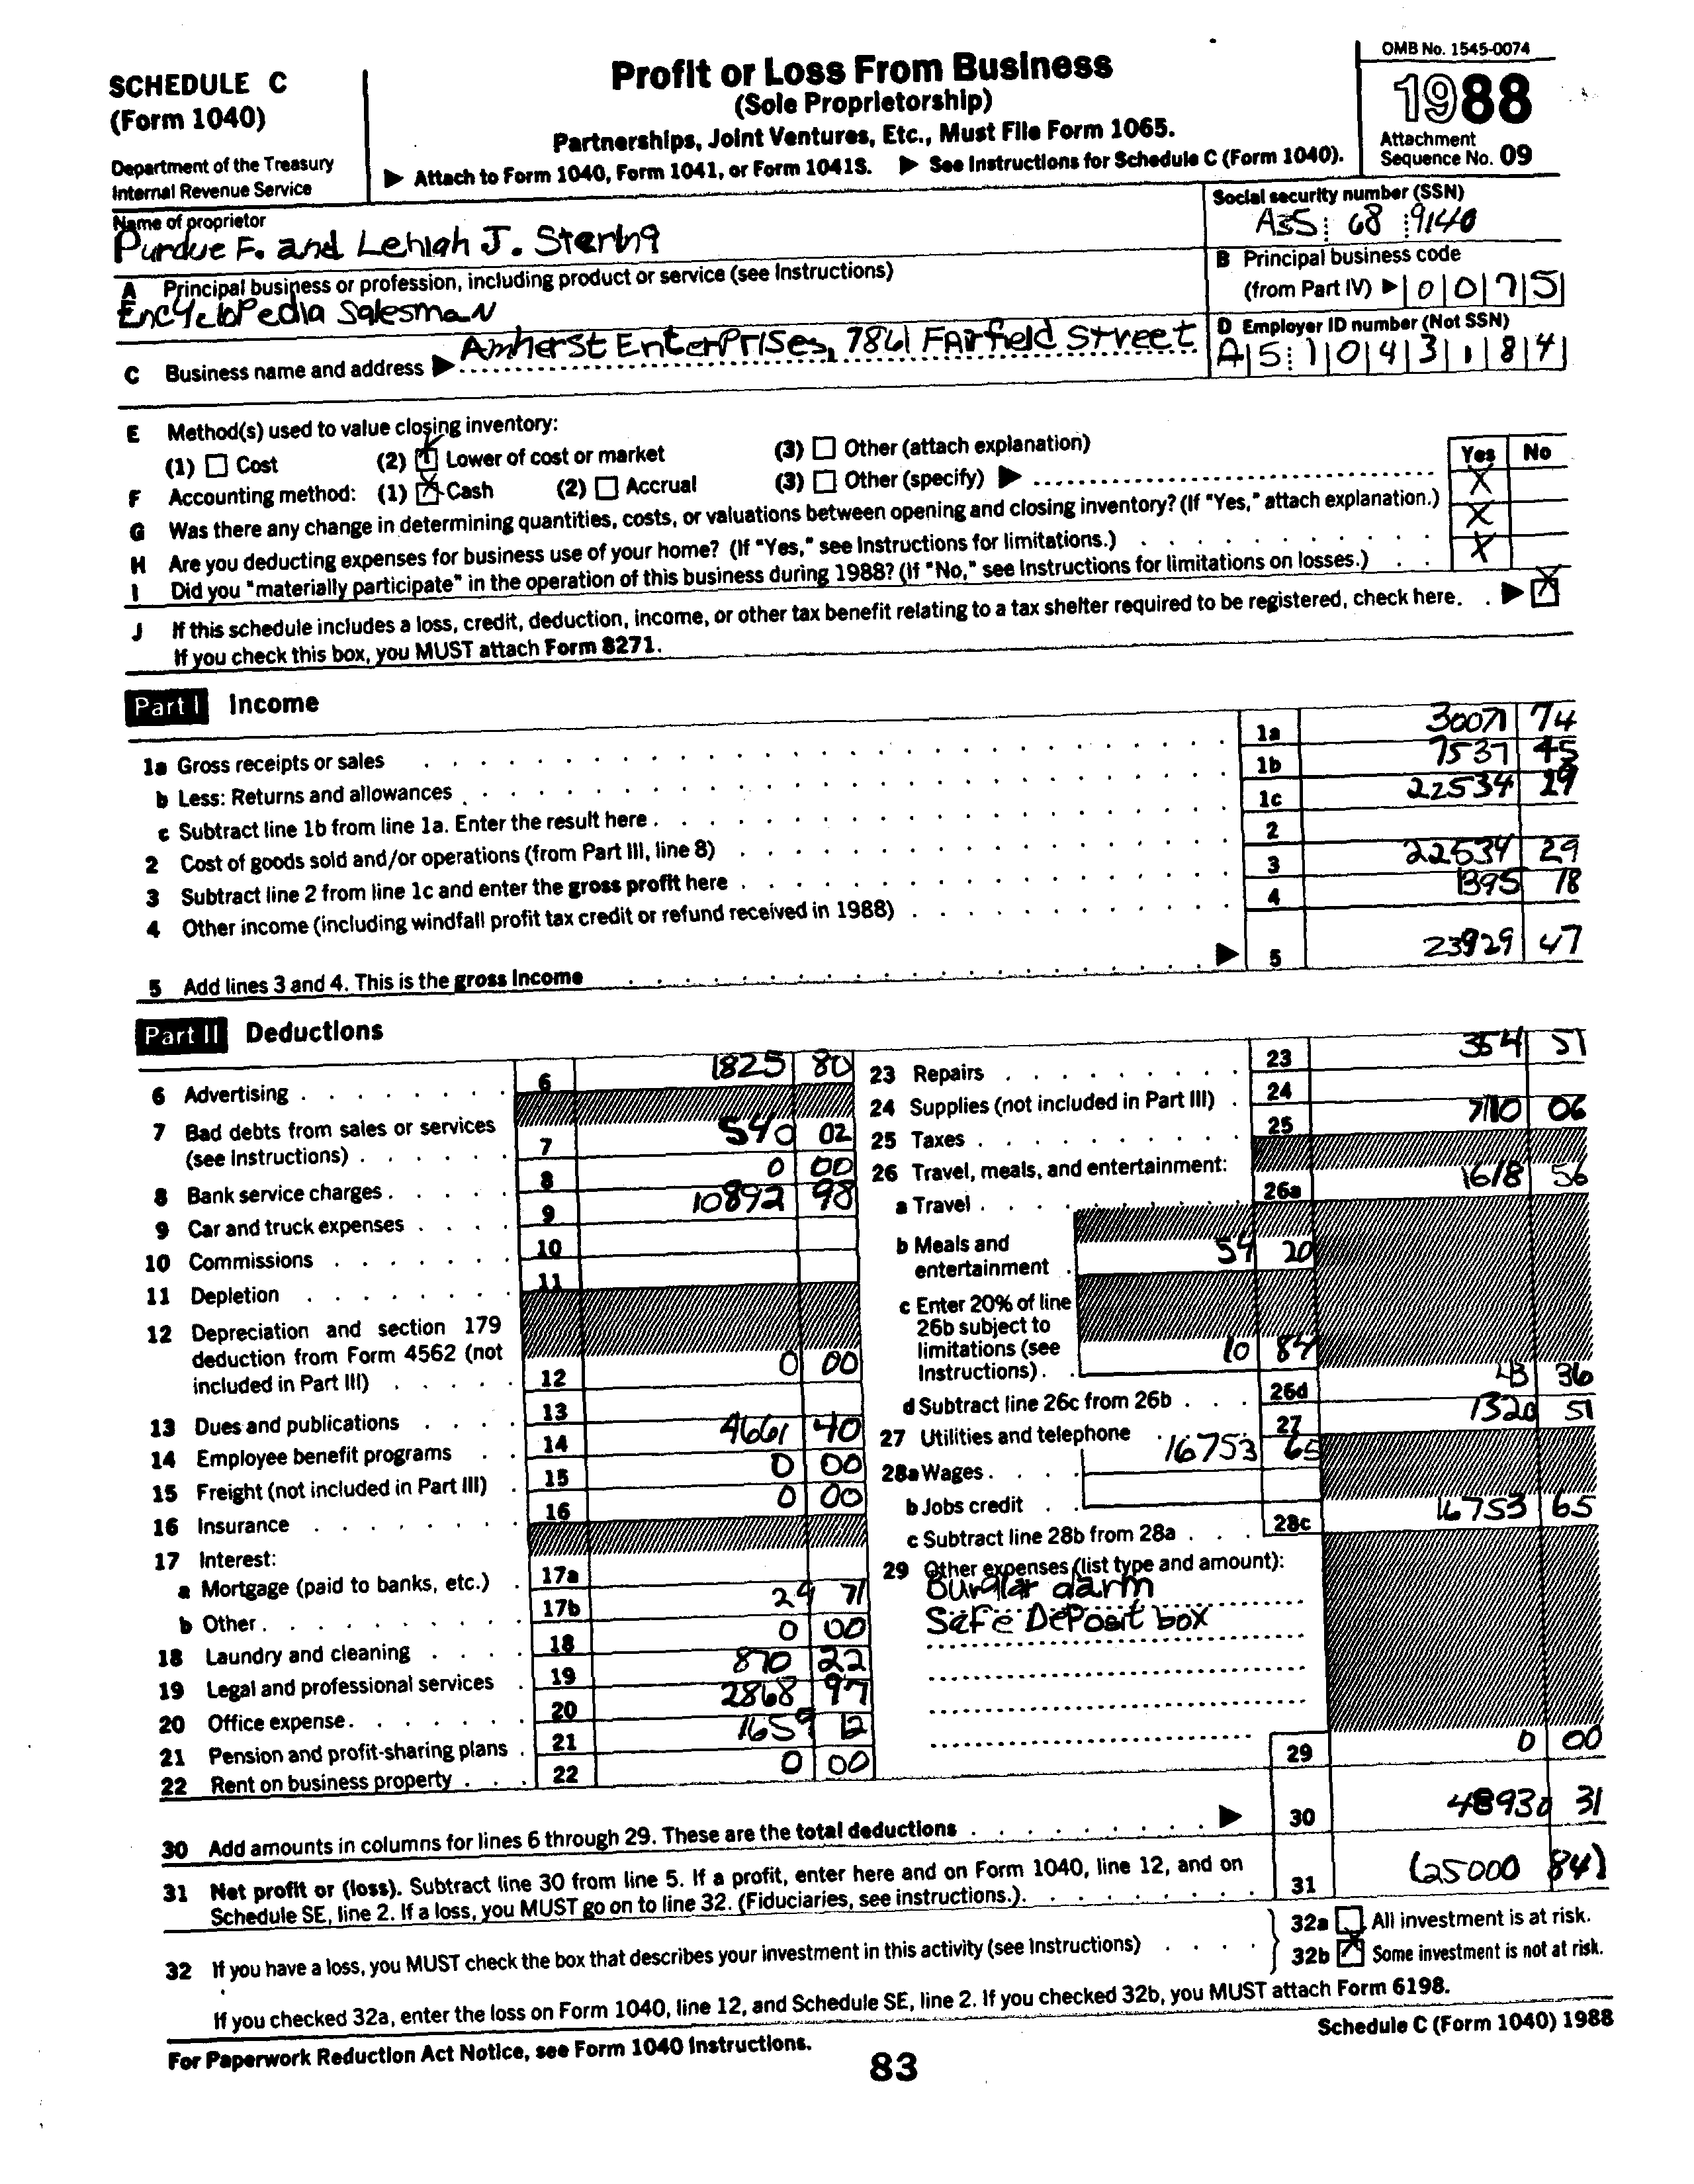 SCHEDULE C
(Form 1040)
Department of the Treasury
Internal Revenue Service
Profit or Loss From Business
(Sole Proprietorship)
Partnerships, Joint Ventures, Etc., Must File Form 1065.
▶ Attach to Form 1040, Form 1041, or Form 1041S. ▶ See Instructions for Schedule C (Form 1040).
OMB No. 1545-0074
1988
Attachment
Sequence No. 09
Name of proprietor
Purdue F. and Lehigh J. Sterling
Social security number (SSN)
A35 68 9140
A Principal business or profession, including product or service (see Instructions)
Encyclopedia Salesman
B Principal business code
(from Part IV) ▶ 0 0 7 5
C Business name and address ▶ Amherst Enterprises, 7861 Fairfield Street
D Employer ID number (Not SSN)
A 5 1 0 4 3 1 8 4
E Method(s) used to value closing inventory:
(1) Cost (2) Lower of cost or market (3) Other (attach explanation)
Yes No
F Accounting method: (1) X Cash (2) Accrual (3) Other (specify) ▶
G Was there any change in determining quantities, costs, or valuations between opening and closing inventory? (If "Yes," attach explanation.) X
H Are you deducting expenses for business use of your home? (If "Yes," see Instructions for limitations.) X
I Did you "materially participate" in the operation of this business during 1988? (If "No," see Instructions for limitations on losses.) X
J If this schedule includes a loss, credit, deduction, income, or other tax benefit relating to a tax shelter required to be registered, check here. ▶ X
If you check this box, you MUST attach Form 8271.
Part I Income
1a Gross receipts or sales 1a 30071 74
b Less: Returns and allowances 1b 7537 45
c Subtract line 1b from line 1a. Enter the result here 1c 22534 29
2 Cost of goods sold and/or operations (from Part III, line 8) 2
3 Subtract line 2 from line 1c and enter the gross profit here 3 22534 29
4 Other income (including windfall profit tax credit or refund received in 1988) 4 1395 18
5 Add lines 3 and 4. This is the gross income ▶ 5 23929 47
Part II Deductions
6 Advertising 6 1825 80
7 Bad debts from sales or services
(see Instructions) 7 540 02
8 Bank service charges 8 0 00
9 Car and truck expenses 9 10892 98
10 Commissions 10
11 Depletion 11
12 Depreciation and section 179
deduction from Form 4562 (not
included in Part III) 12 0 00
13 Dues and publications 13
14 Employee benefit programs 14 4661 40
15 Freight (not included in Part III) 15 0 00
16 Insurance 16 0 00
17 Interest:
a Mortgage (paid to banks, etc.) 17a
b Other 17b 29 71
18 Laundry and cleaning 18 0 00
19 Legal and professional services 19 870 22
20 Office expense 20 2868 97
21 Pension and profit-sharing plans 21 1659 12
22 Rent on business property 22 0 00
23 Repairs 23 354 51
24 Supplies (not included in Part III) 24
25 Taxes 25 7110 06
26 Travel, meals, and entertainment:
a Travel 26a 1618 56
b Meals and
entertainment 54 20
c Enter 20% of line
26b subject to
limitations (see
Instructions) 10 84
d Subtract line 26c from 26b 26d 43 36
27 Utilities and telephone 27 1320 51
28a Wages 16753 65
b Jobs credit
c Subtract line 28b from 28a 28c 16753 65
29 Other expenses (list type and amount):
Burglar alarm
Safe Deposit box
29 0 00
30 Add amounts in columns for lines 6 through 29. These are the total deductions ▶ 30 48930 31
31 Net profit or (loss). Subtract line 30 from line 5. If a profit, enter here and on Form 1040, line 12, and on
Schedule SE, line 2. If a loss, you MUST go on to line 32. (Fiduciaries, see instructions.) 31 (25000 84)
32 If you have a loss, you MUST check the box that describes your investment in this activity (see Instructions)
32a All investment is at risk.
32b X Some investment is not at risk.
If you checked 32a, enter the loss on Form 1040, line 12, and Schedule SE, line 2. If you checked 32b, you MUST attach Form 6198.
For Paperwork Reduction Act Notice, see Form 1040 Instructions.
Schedule C (Form 1040) 1988
83